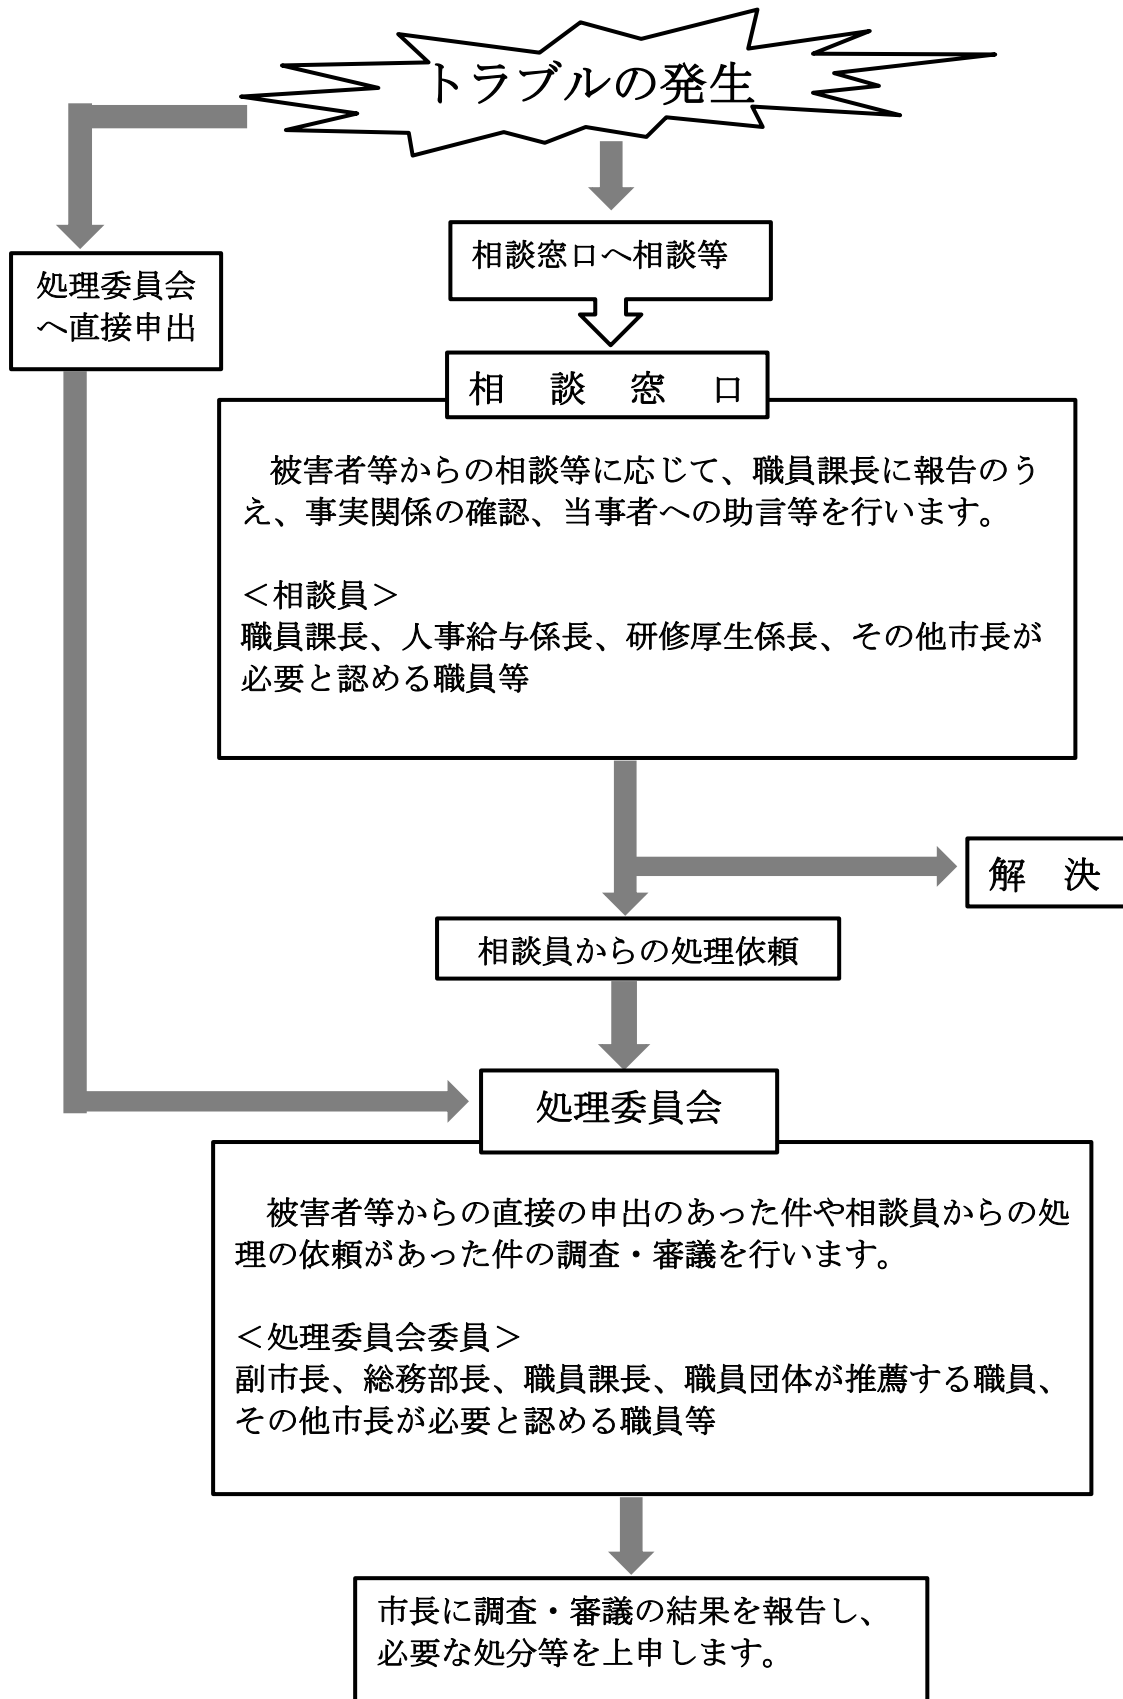 トラブルの発生
処理委員会
へ直接申出
相談窓口へ相談等
相　談　窓　口
被害者等からの相談等に応じて、職員課長に報告のう
え、事実関係の確認、当事者への助言等を行います。
＜相談員＞
職員課長、人事給与係長、研修厚生係長、その他市長が
必要と認める職員等
解　決
相談員からの処理依頼
処理委員会
被害者等からの直接の申出のあった件や相談員からの処
理の依頼があった件の調査・審議を行います。
＜処理委員会委員＞
副市長、総務部長、職員課長、職員団体が推薦する職員、
その他市長が必要と認める職員等
市長に調査・審議の結果を報告し、
必要な処分等を上申します。